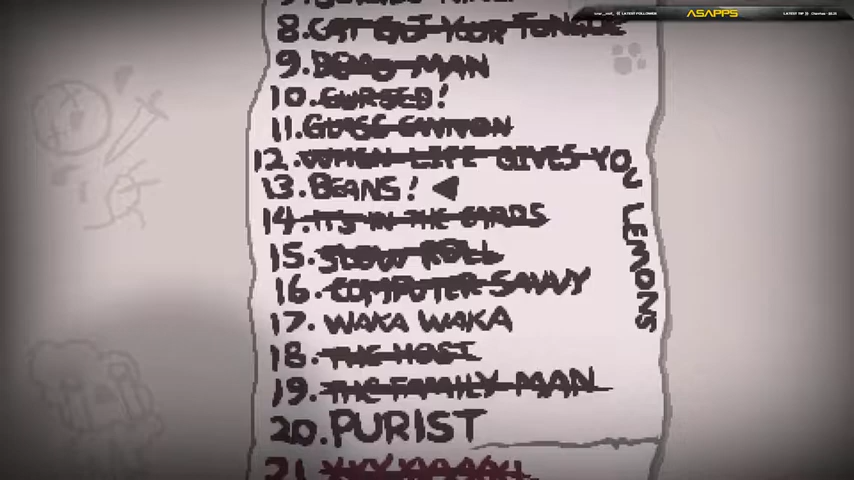 ASAPPS
8. CAT GOT YOUR TONGUE
9. DEMO MAN
10. CURSED!
11. GLASS CANNON
12. WHEN LIFE GIVES YOU LEMONS
13. BEANS!
14. IT'S IN THE CARDS
15. SLOW ROLL
16. COMPUTER SAVVY
17. WAKA WAKA
18. THE HOST
19. THE FAMILY MAN
20. PURIST
21.